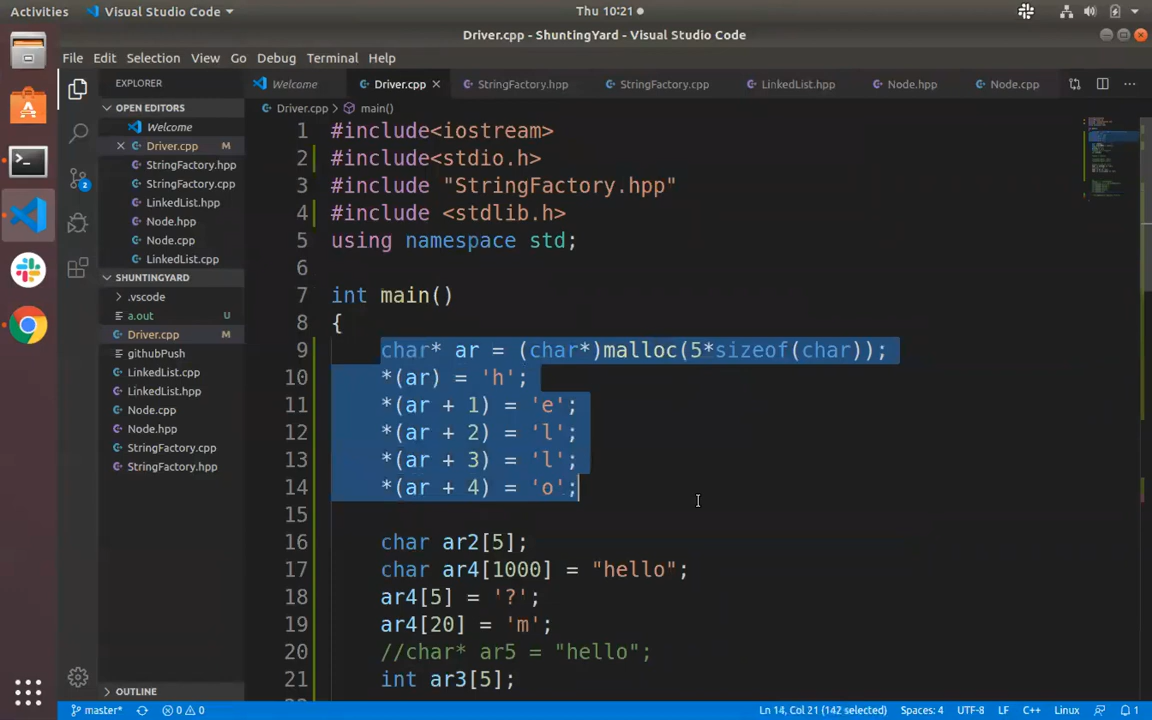 Activities Visual Studio Code Thu 10:21
Driver.cpp - ShuntingYard - Visual Studio Code
File Edit Selection View Go Debug Terminal Help
EXPLORER
Welcome Driver.cpp StringFactory.hpp StringFactory.cpp LinkedList.hpp Node.hpp Node.cpp
OPEN EDITORS
Welcome
Driver.cpp M
StringFactory.hpp
StringFactory.cpp
LinkedList.hpp
Node.hpp
Node.cpp
LinkedList.cpp
SHUNTINGYARD
.vscode
a.out U
Driver.cpp M
githubPush
LinkedList.cpp
LinkedList.hpp
Node.cpp
Node.hpp
StringFactory.cpp
StringFactory.hpp
OUTLINE
2
Driver.cpp > main()
1 #include<iostream>
2 #include<stdio.h>
3 #include "StringFactory.hpp"
4 #include <stdlib.h>
5 using namespace std;
6
7 int main()
8 {
9 char* ar = (char*)malloc(5*sizeof(char));
10 *(ar) = 'h';
11 *(ar + 1) = 'e';
12 *(ar + 2) = 'l';
13 *(ar + 3) = 'l';
14 *(ar + 4) = 'o';
15
16 char ar2[5];
17 char ar4[1000] = "hello";
18 ar4[5] = '?';
19 ar4[20] = 'm';
20 //char* ar5 = "hello";
21 int ar3[5];
master* 0 0 Ln 14, Col 21 (142 selected) Spaces: 4 UTF-8 LF C++ Linux 1